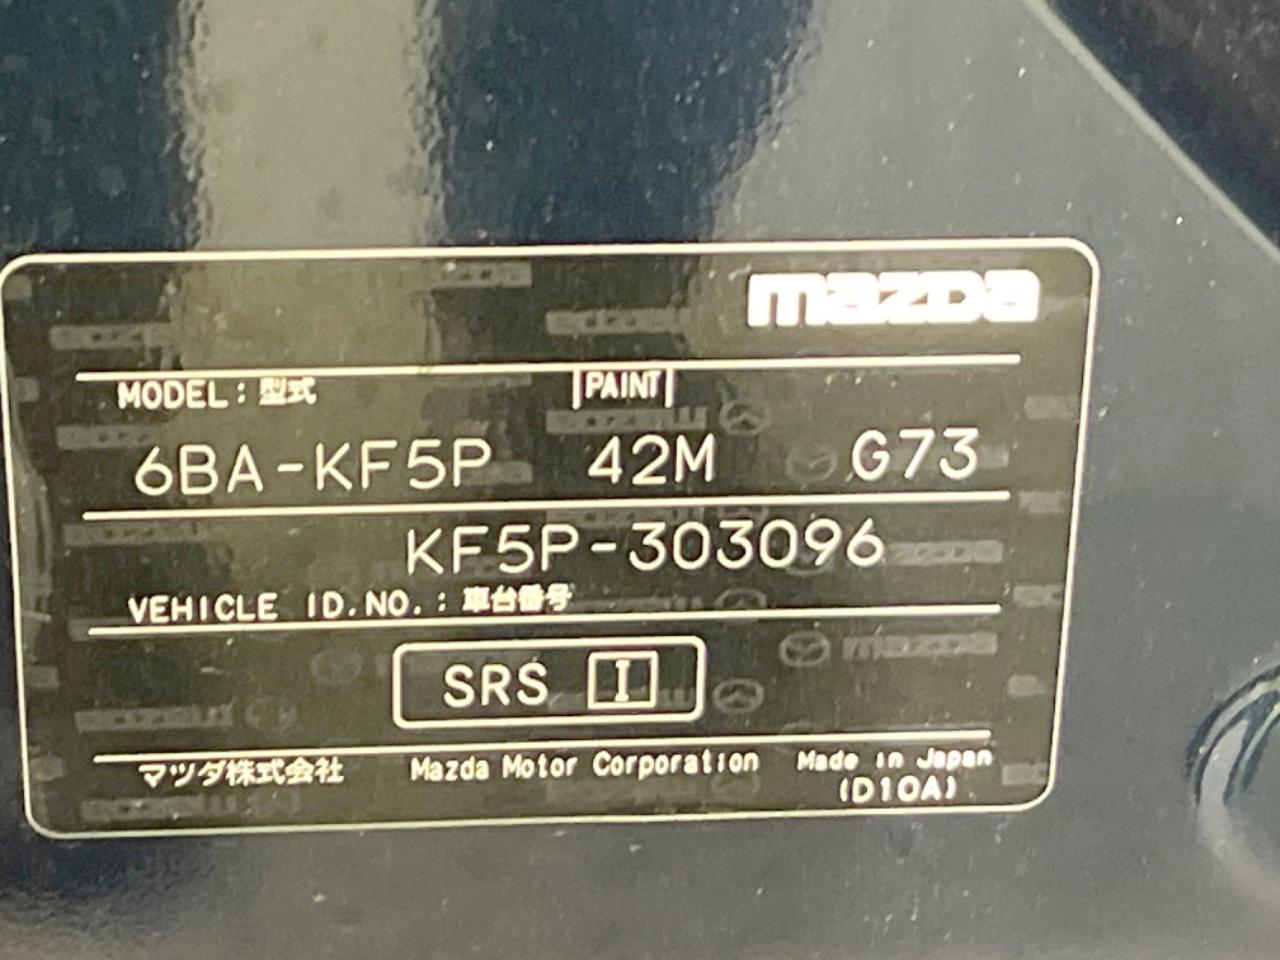 mazda
MODEL：型式 PAINT
6BA-KF5P 42M G73
KF5P-303096
VEHICLE ID.NO.：車台番号
SRS I
マツダ株式会社 Mazda Motor Corporation Made in Japan
(D10A)